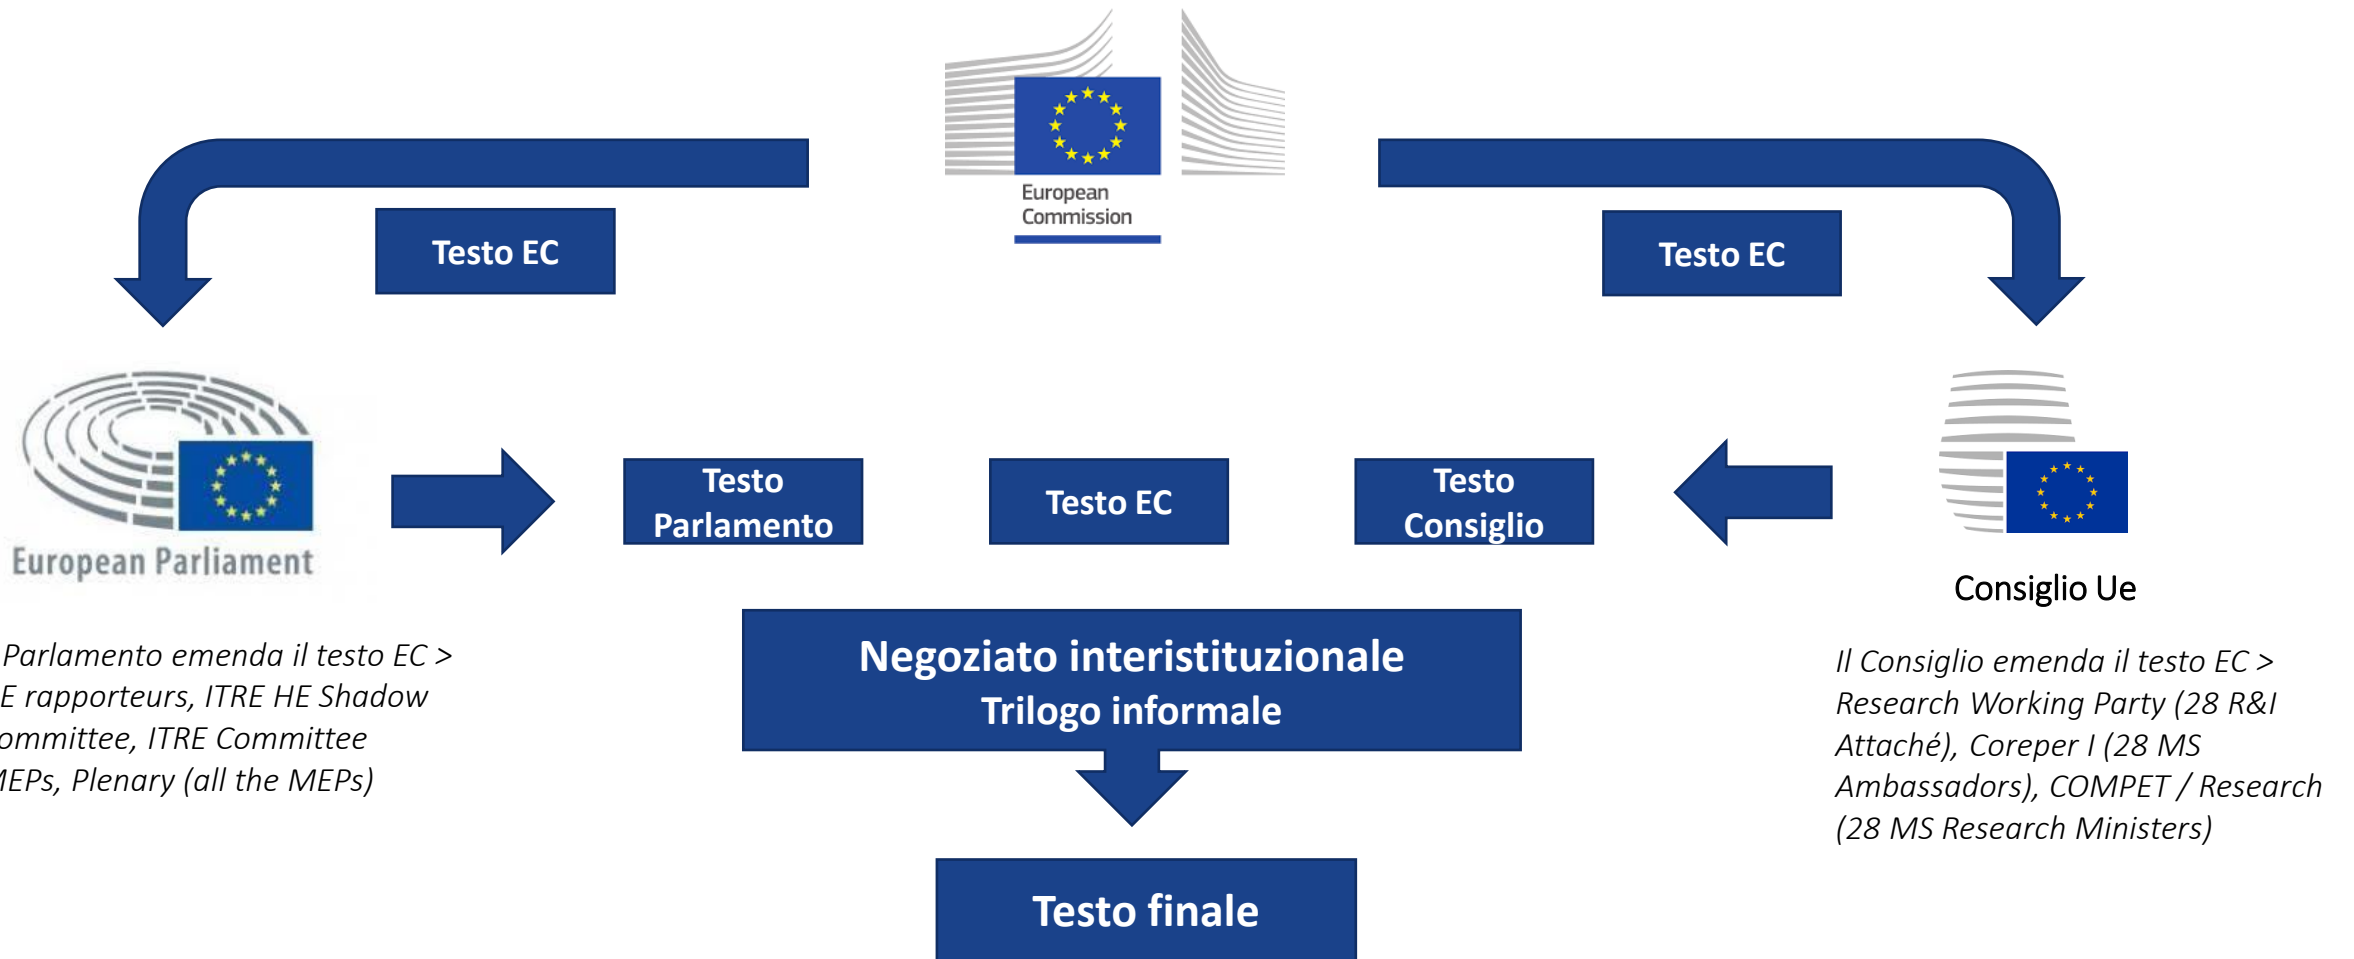 European
Commission
Testo EC
Testo EC
European Parliament
Testo
Parlamento
Testo EC
Testo
Consiglio
Consiglio Ue
Parlamento emenda il testo EC >
E rapporteurs, ITRE HE Shadow
ommittee, ITRE Committee
MEPs, Plenary (all the MEPs)
Negoziato interistituzionale
Trilogo informale
Il Consiglio emenda il testo EC >
Research Working Party (28 R&I
Attaché), Coreper I (28 MS
Ambassadors), COMPET / Research
(28 MS Research Ministers)
Testo finale